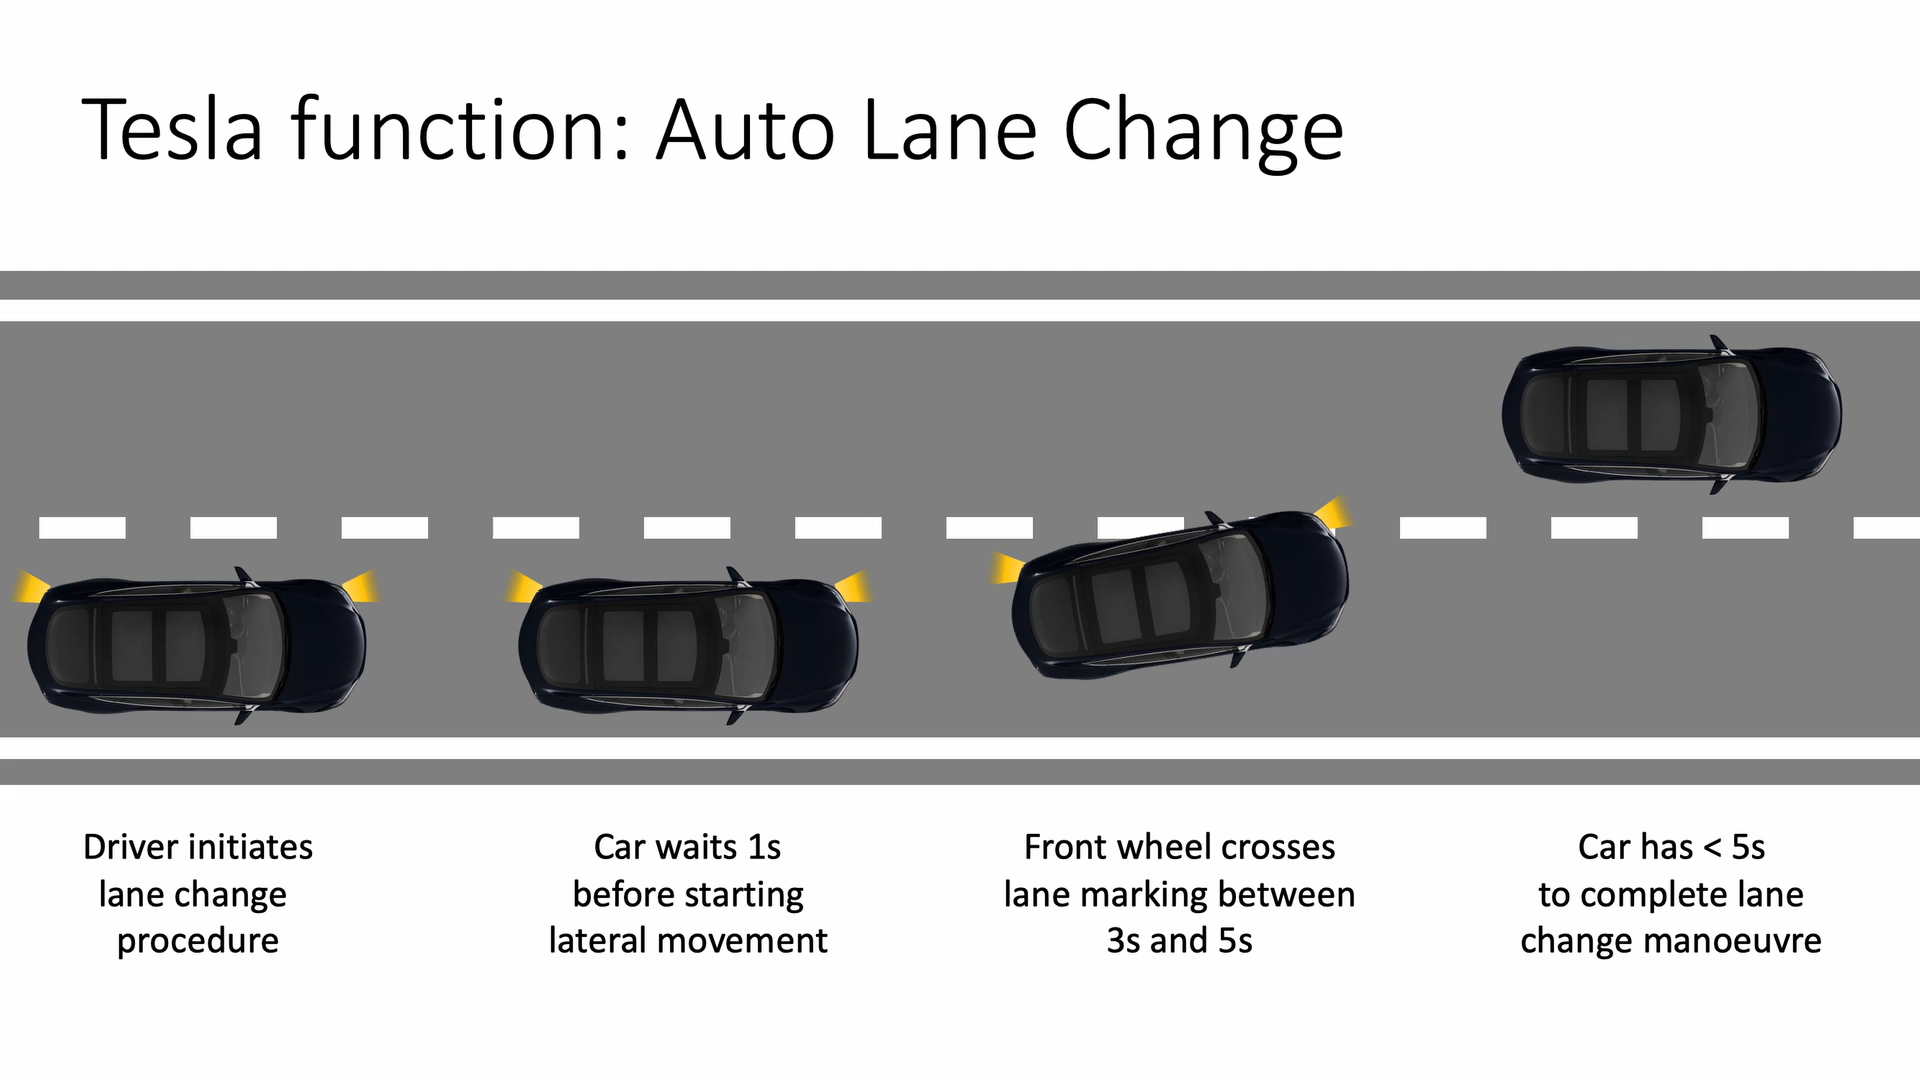 Tesla function: Auto Lane Change
Driver initiates
lane change
procedure
Car waits 1s
before starting
lateral movement
Front wheel crosses
lane marking between
3s and 5s
Car has < 5s
to complete lane
change manoeuvre